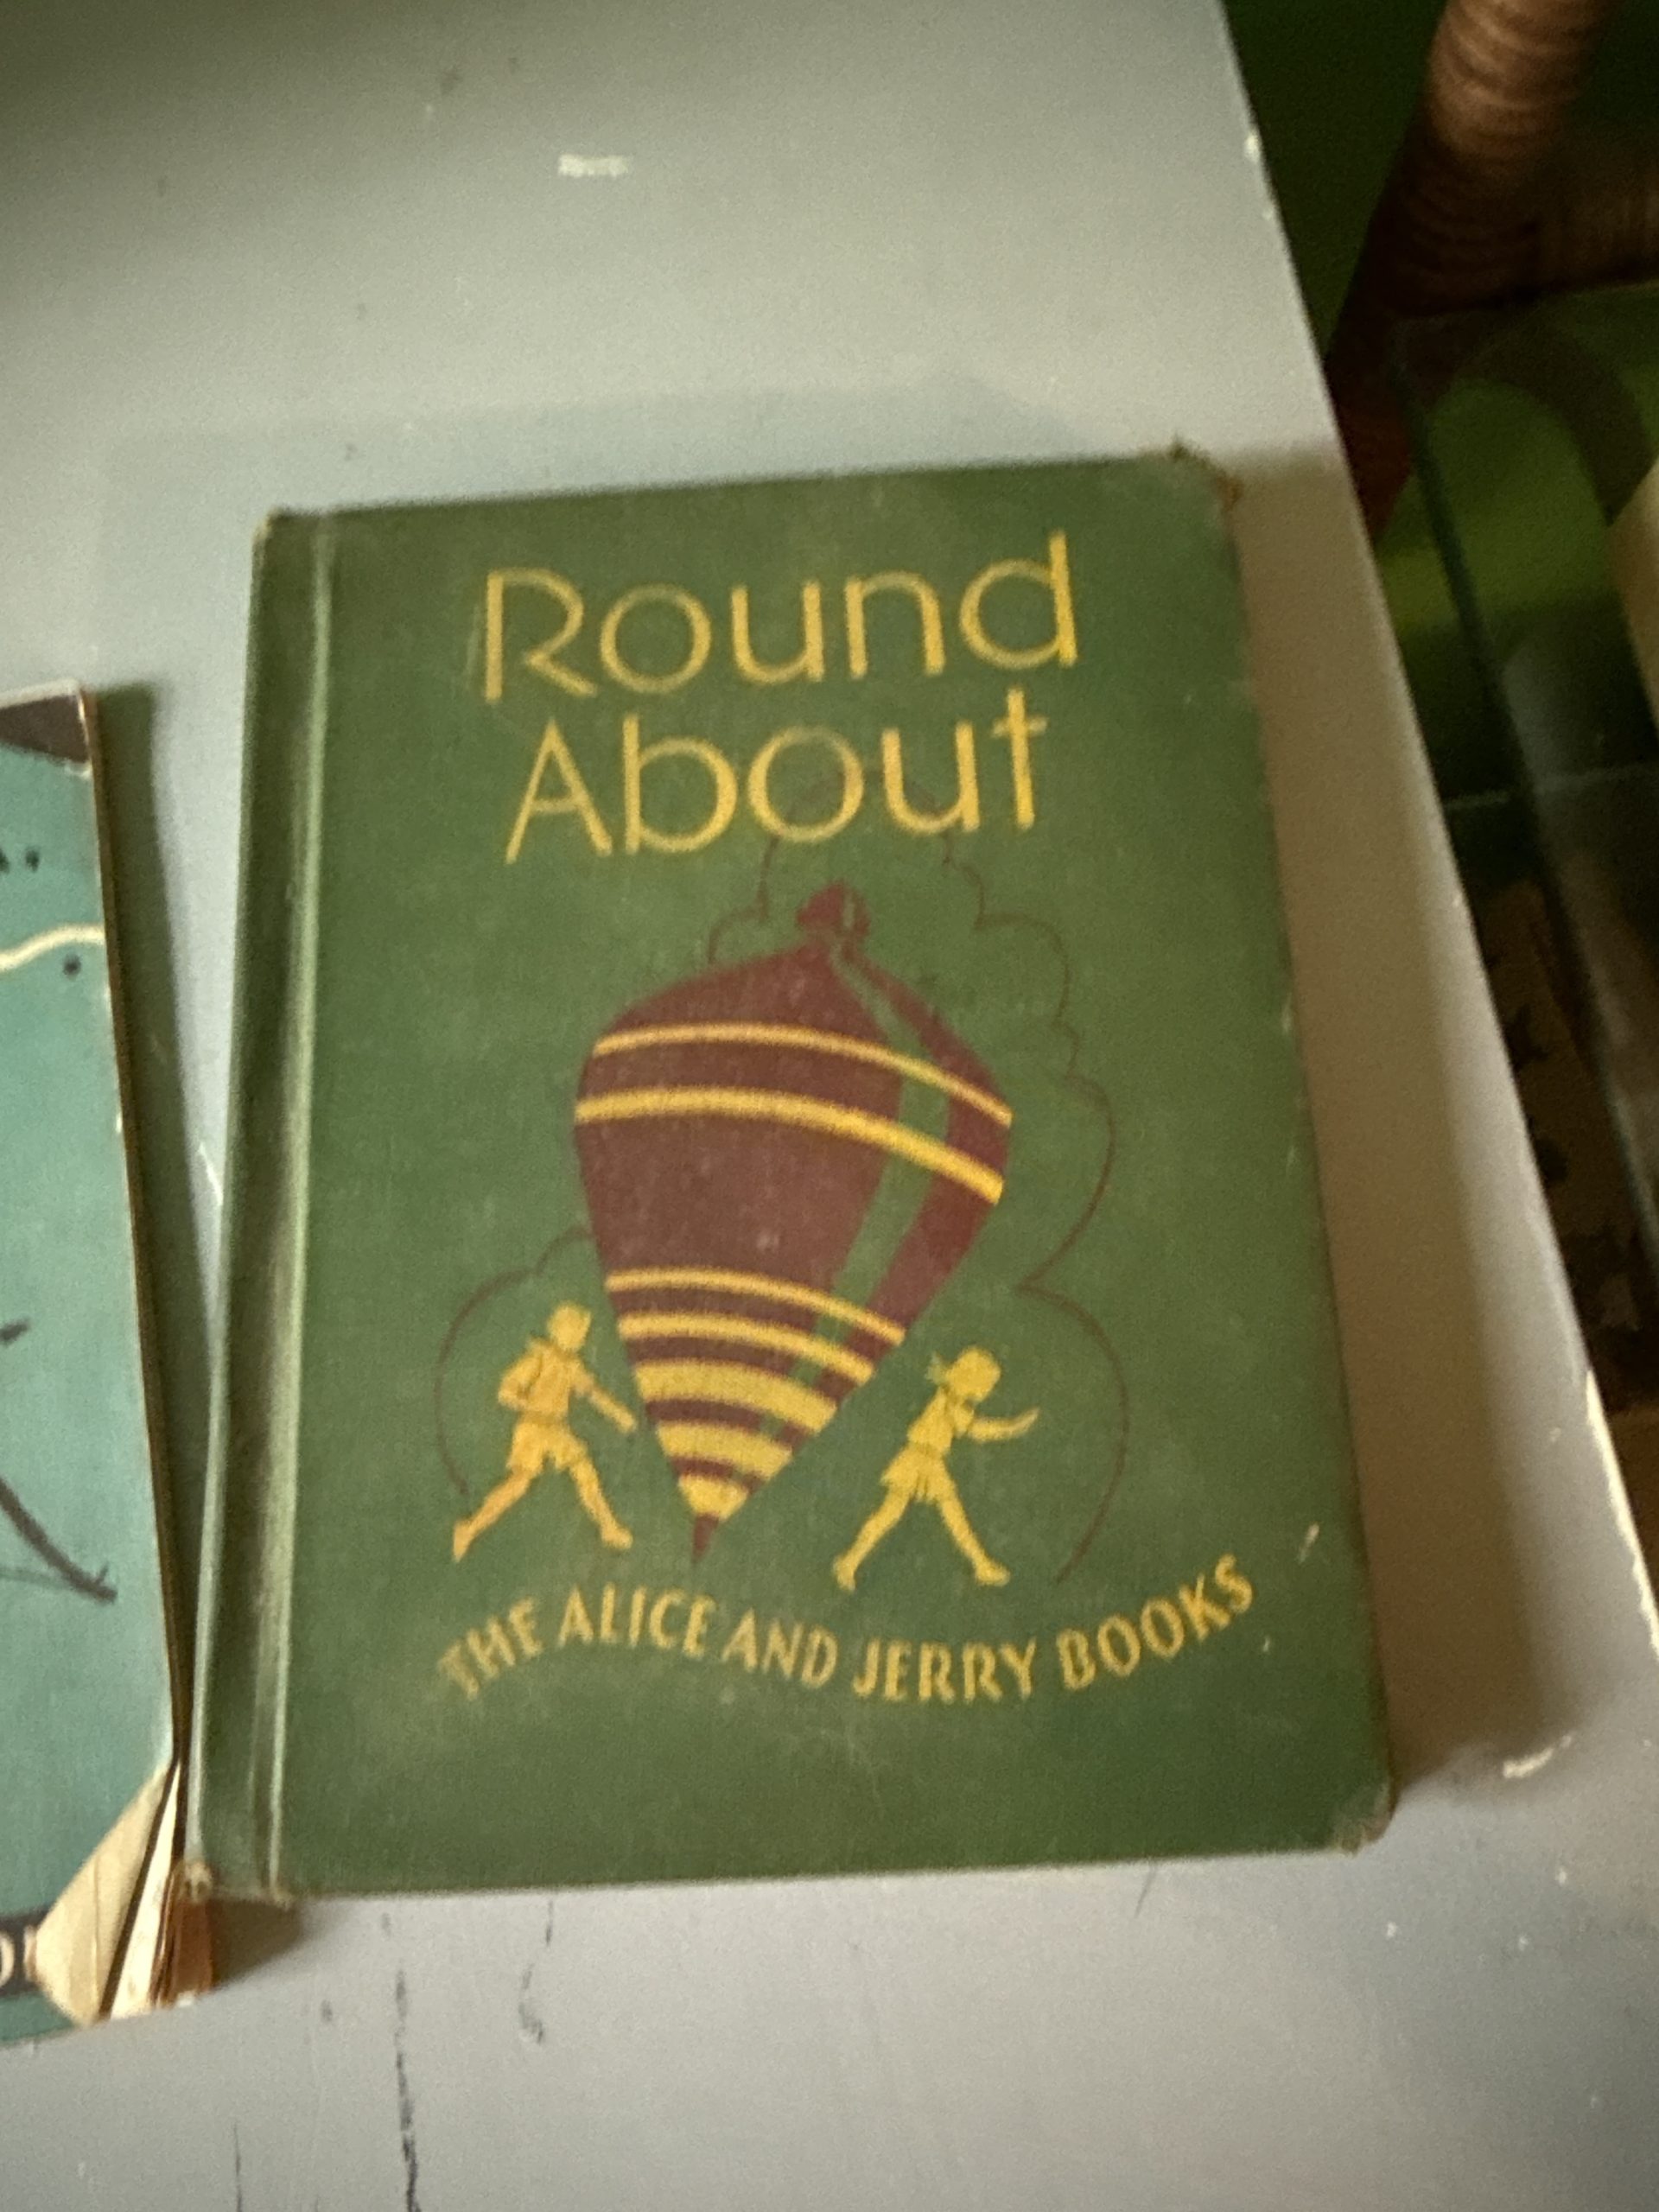 Round
About
THE ALICE AND JERRY BOOKS